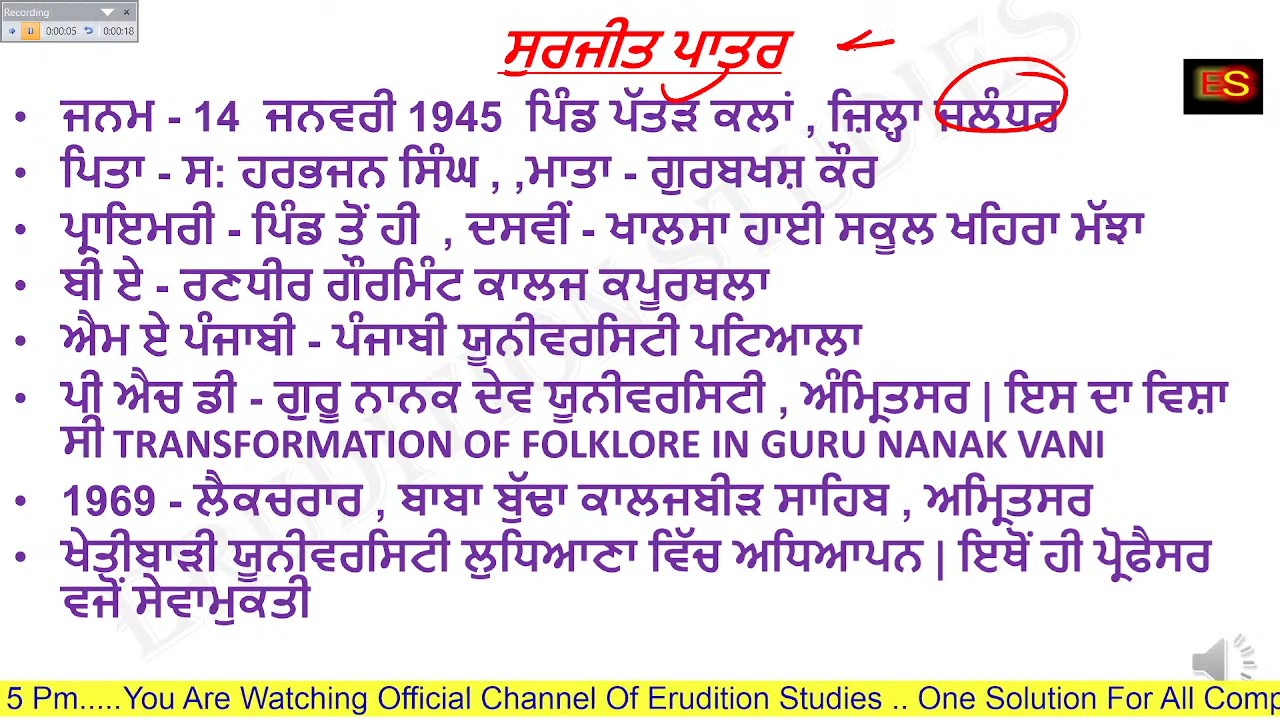 Recording
0:00:05 0:00:18
ਸੁਰਜੀਤ ਪਾਤਰ
ES
• ਜਨਮ - 14 ਜਨਵਰੀ 1945 ਪਿੰਡ ਪੱਤੜ ਕਲਾਂ , ਜ਼ਿਲ੍ਹਾ ਜਲੰਧਰ
• ਪਿਤਾ - ਸ: ਹਰਭਜਨ ਸਿੰਘ , ,ਮਾਤਾ - ਗੁਰਬਖਸ਼ ਕੌਰ
• ਪ੍ਰਾਇਮਰੀ - ਪਿੰਡ ਤੋਂ ਹੀ , ਦਸਵੀਂ - ਖਾਲਸਾ ਹਾਈ ਸਕੂਲ ਖਹਿਰਾ ਮੱਝਾ
• ਬੀ ਏ - ਰਣਧੀਰ ਗੌਰਮਿੰਟ ਕਾਲਜ ਕਪੂਰਥਲਾ
• ਐਮ ਏ ਪੰਜਾਬੀ - ਪੰਜਾਬੀ ਯੂਨੀਵਰਸਿਟੀ ਪਟਿਆਲਾ
• ਪੀ ਐਚ ਡੀ - ਗੁਰੂ ਨਾਨਕ ਦੇਵ ਯੂਨੀਵਰਸਿਟੀ , ਅੰਮ੍ਰਿਤਸਰ | ਇਸ ਦਾ ਵਿਸ਼ਾ
ਸੀ TRANSFORMATION OF FOLKLORE IN GURU NANAK VANI
• 1969 - ਲੈਕਚਰਾਰ , ਬਾਬਾ ਬੁੱਢਾ ਕਾਲਜਬੀੜ ਸਾਹਿਬ , ਅਮ੍ਰਿਤਸਰ
• ਖੇਤੀਬਾੜੀ ਯੂਨੀਵਰਸਿਟੀ ਲੁਧਿਆਣਾ ਵਿੱਚ ਅਧਿਆਪਨ | ਇਥੋਂ ਹੀ ਪ੍ਰੋਫੈਸਰ
ਵਜੋਂ ਸੇਵਾਮੁਕਤੀ
ERUDITION STUDIES
5 Pm.....You Are Watching Official Channel Of Erudition Studies .. One Solution For All Comp